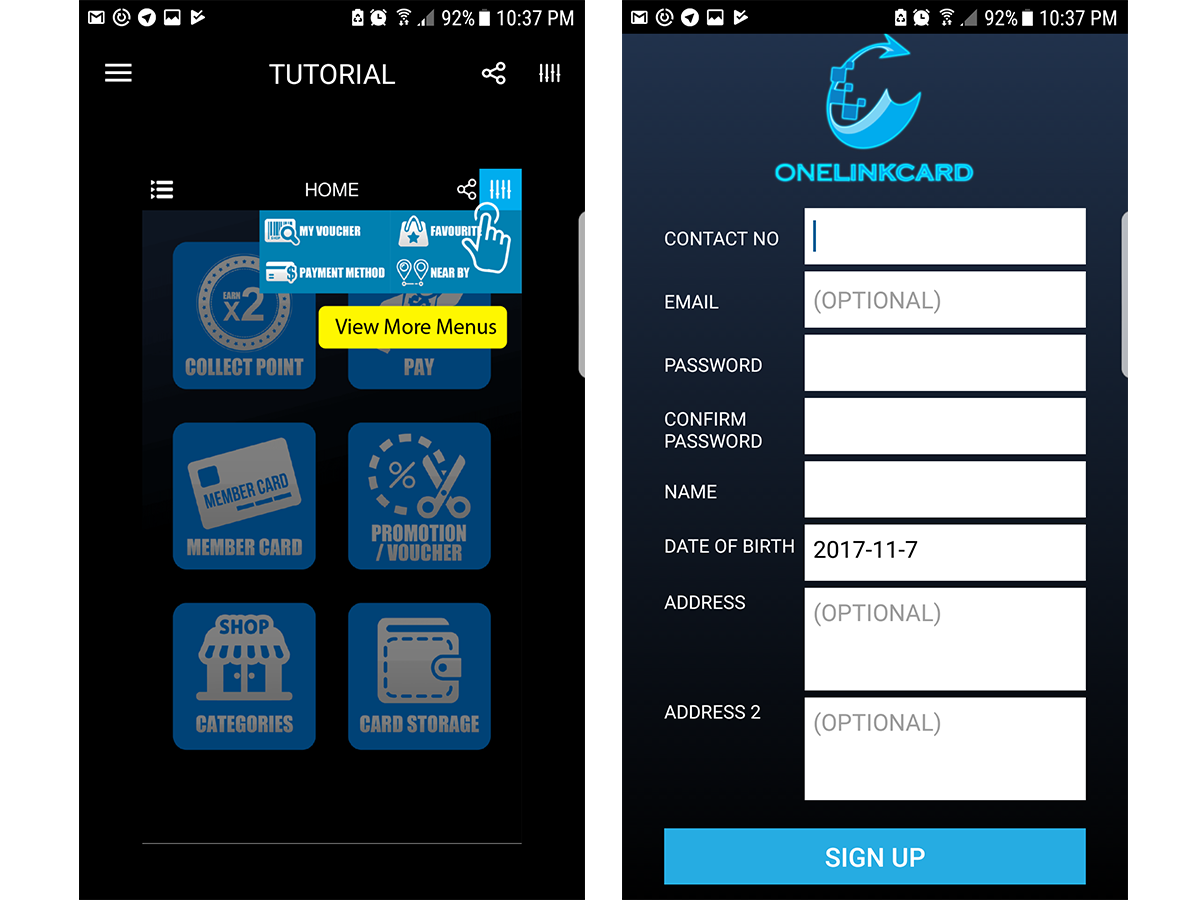 92% 10:37 PM
TUTORIAL
HOME
MY VOUCHER
FAVOURIT
PAYMENT METHOD
NEAR BY
View More Menus
EARN
X2
COLLECT POINT
PAY
MEMBER CARD
MEMBER CARD
%
PROMOTION
/ VOUCHER
SHOP
CATEGORIES
CARD STORAGE
92% 10:37 PM
ONELINKCARD
CONTACT NO
EMAIL
(OPTIONAL)
PASSWORD
CONFIRM
PASSWORD
NAME
DATE OF BIRTH
2017-11-7
ADDRESS
(OPTIONAL)
ADDRESS 2
(OPTIONAL)
SIGN UP